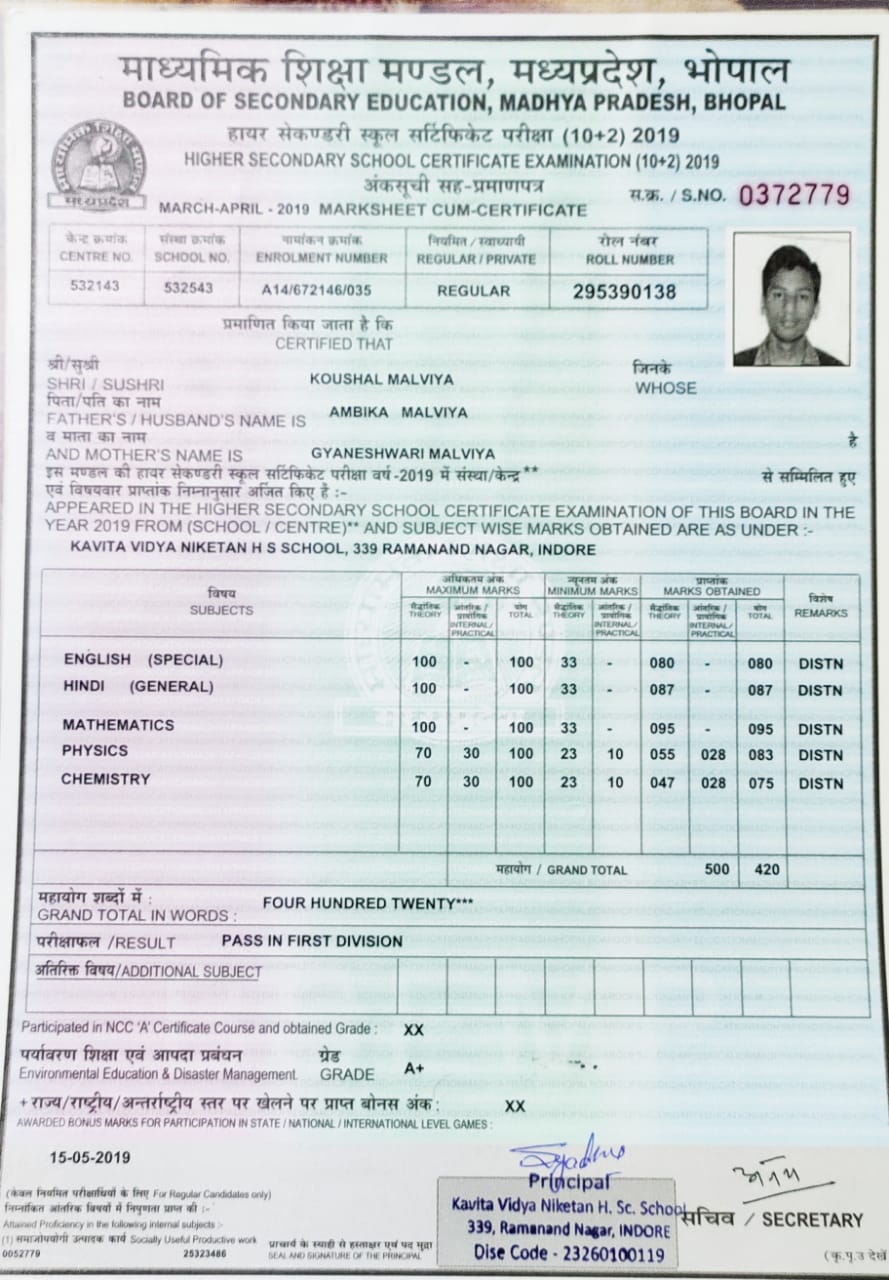 माध्यमिक शिक्षा मण्डल, मध्यप्रदेश, भोपाल
BOARD OF SECONDARY EDUCATION, MADHYA PRADESH, BHOPAL
हायर सेकण्डरी स्कूल सर्टिफिकेट परीक्षा (10+2) 2019
HIGHER SECONDARY SCHOOL CERTIFICATE EXAMINATION (10+2) 2019
अंकसूची सह-प्रमाणपत्र
स.क्र. / S.NO. 0372779
MARCH-APRIL - 2019 MARKSHEET CUM-CERTIFICATE
मध्यप्रदेश
केन्द क्रमांक संस्था क्रमांक नामांकन क्रमांक नियमित / स्वाध्यायी रोल नंबर
CENTRE NO. SCHOOL NO. ENROLMENT NUMBER REGULAR / PRIVATE ROLL NUMBER
532143 532543 A14/672146/035 REGULAR 295390138
प्रमाणित किया जाता है कि
CERTIFIED THAT
श्री/सुश्री जिनके
SHRI / SUSHRI KOUSHAL MALVIYA WHOSE
पिता/पति का नाम
FATHER'S / HUSBAND'S NAME IS AMBIKA MALVIYA
व माता का नाम है
AND MOTHER'S NAME IS GYANESHWARI MALVIYA
इस मण्डल की हायर सेकण्डरी स्कूल सर्टिफिकेट परीक्षा वर्ष-2019 में संस्था/केन्द्र** से सम्मिलित हुए
एवं विषयवार प्राप्तांक निम्नानुसार अर्जित किए है :-
APPEARED IN THE HIGHER SECONDARY SCHOOL CERTIFICATE EXAMINATION OF THIS BOARD IN THE
YEAR 2019 FROM (SCHOOL / CENTRE)** AND SUBJECT WISE MARKS OBTAINED ARE AS UNDER :-
KAVITA VIDYA NIKETAN H S SCHOOL, 339 RAMANAND NAGAR, INDORE
विषय अधिकतम अंक न्यूनतम अंक प्राप्तांक विशेष
SUBJECTS MAXIMUM MARKS MINIMUM MARKS MARKS OBTAINED REMARKS
सैद्धांतिक आंतरिक / प्रायोगिक योग सैद्धांतिक आंतरिक / प्रायोगिक सैद्धांतिक आंतरिक / प्रायोगिक योग
THEORY INTERNAL/ PRACTICAL TOTAL THEORY INTERNAL/ PRACTICAL THEORY INTERNAL/ PRACTICAL TOTAL
ENGLISH (SPECIAL) 100 - 100 33 - 080 - 080 DISTN
HINDI (GENERAL) 100 - 100 33 - 087 - 087 DISTN
MATHEMATICS 100 - 100 33 - 095 - 095 DISTN
PHYSICS 70 30 100 23 10 055 028 083 DISTN
CHEMISTRY 70 30 100 23 10 047 028 075 DISTN
महायोग / GRAND TOTAL 500 420
महायोग शब्दों में :
GRAND TOTAL IN WORDS : FOUR HUNDRED TWENTY***
परीक्षाफल /RESULT PASS IN FIRST DIVISION
अतिरिक्त विषय/ADDITIONAL SUBJECT
Participated in NCC 'A' Certificate Course and obtained Grade : XX
पर्यावरण शिक्षा एवं आपदा प्रबंधन ग्रेड
Environmental Education & Disaster Management. GRADE A+
+ राज्य/राष्ट्रीय/अन्तर्राष्ट्रीय स्तर पर खेलने पर प्राप्त बोनस अंक : XX
AWARDED BONUS MARKS FOR PARTICIPATION IN STATE / NATIONAL / INTERNATIONAL LEVEL GAMES :
15-05-2019
Principal
Kavita Vidya Niketan H. Sc. School
339, Ramanand Nagar, INDORE
Dise Code - 23260100119
सचिव / SECRETARY
(केवल नियमित परीक्षार्थियों के लिए For Regular Candidates only)
निम्नांकित आंतरिक विषयों में निपुणता प्राप्त की :-
Attained Proficiency in the following internal subjects :-
(1) समाजोपयोगी उत्पादक कार्य Socially Useful Productive work
प्राचार्य के स्याही से हस्ताक्षर एवं पद मुद्रा
0052779 25323486 SEAL AND SIGNATURE OF THE PRINCIPAL
(कृ.पृ.उ देखें